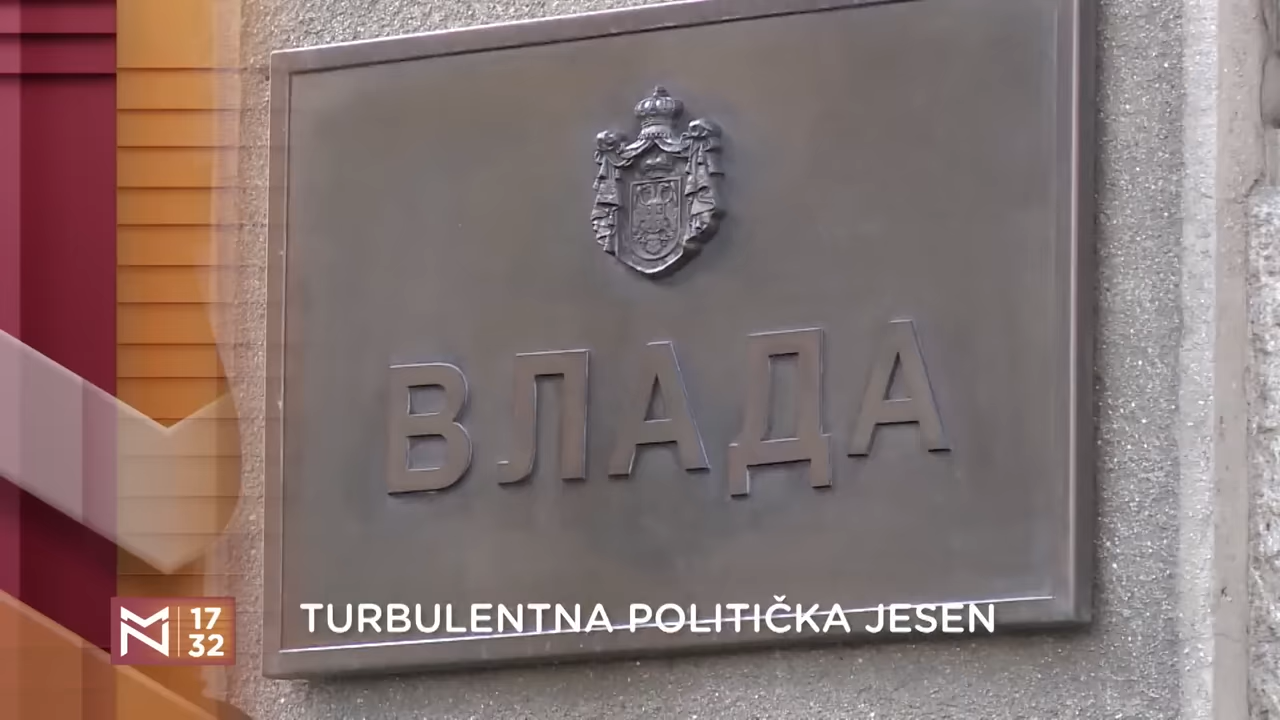 ВЛАДА
TURBULENTNA POLITIČKA JESEN
17
32